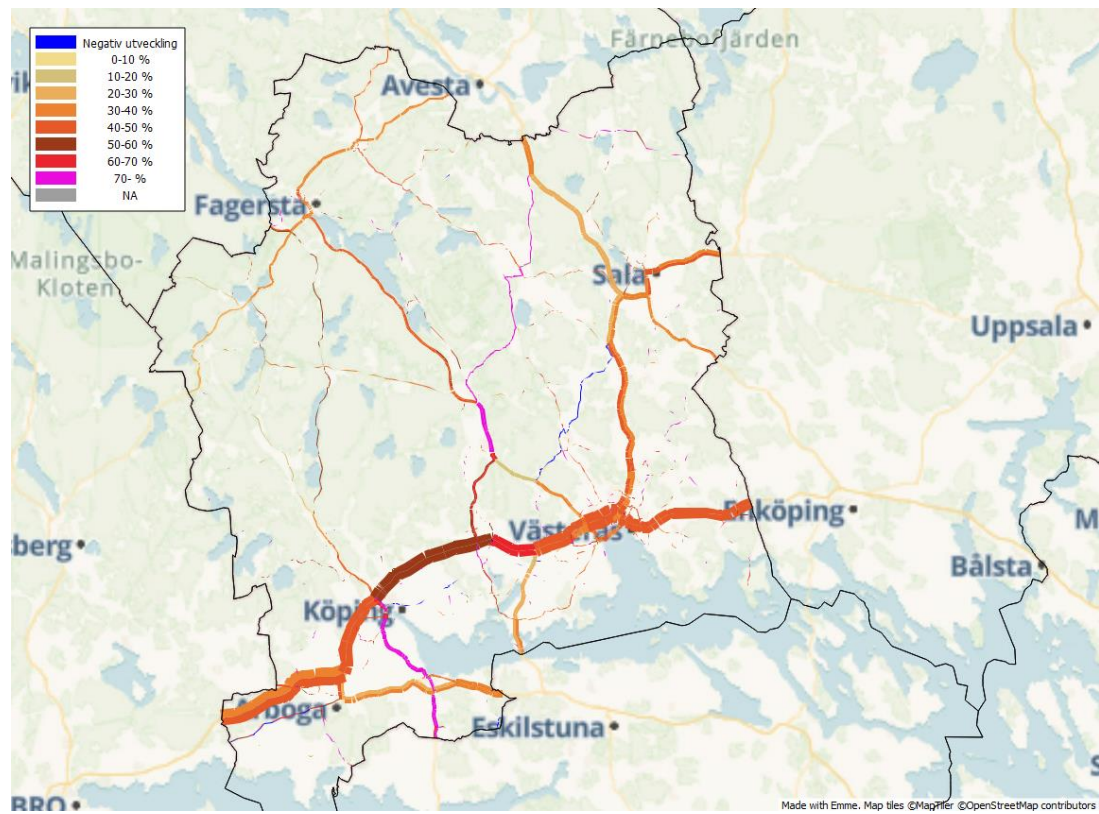 Negativ utveckling
0-10 %
10-20 %
20-30 %
30-40 %
40-50 %
50-60 %
60-70 %
70- %
NA
Färnebofjärden
Avesta
Fagersta
Malingsbo-
Kloten
Sala
Uppsala
Västerås
Enköping
berg
Bålsta
Köping
Arboga
Eskilstuna
BRO
Made with Emme. Map tiles ©MapTiler ©OpenStreetMap contributors